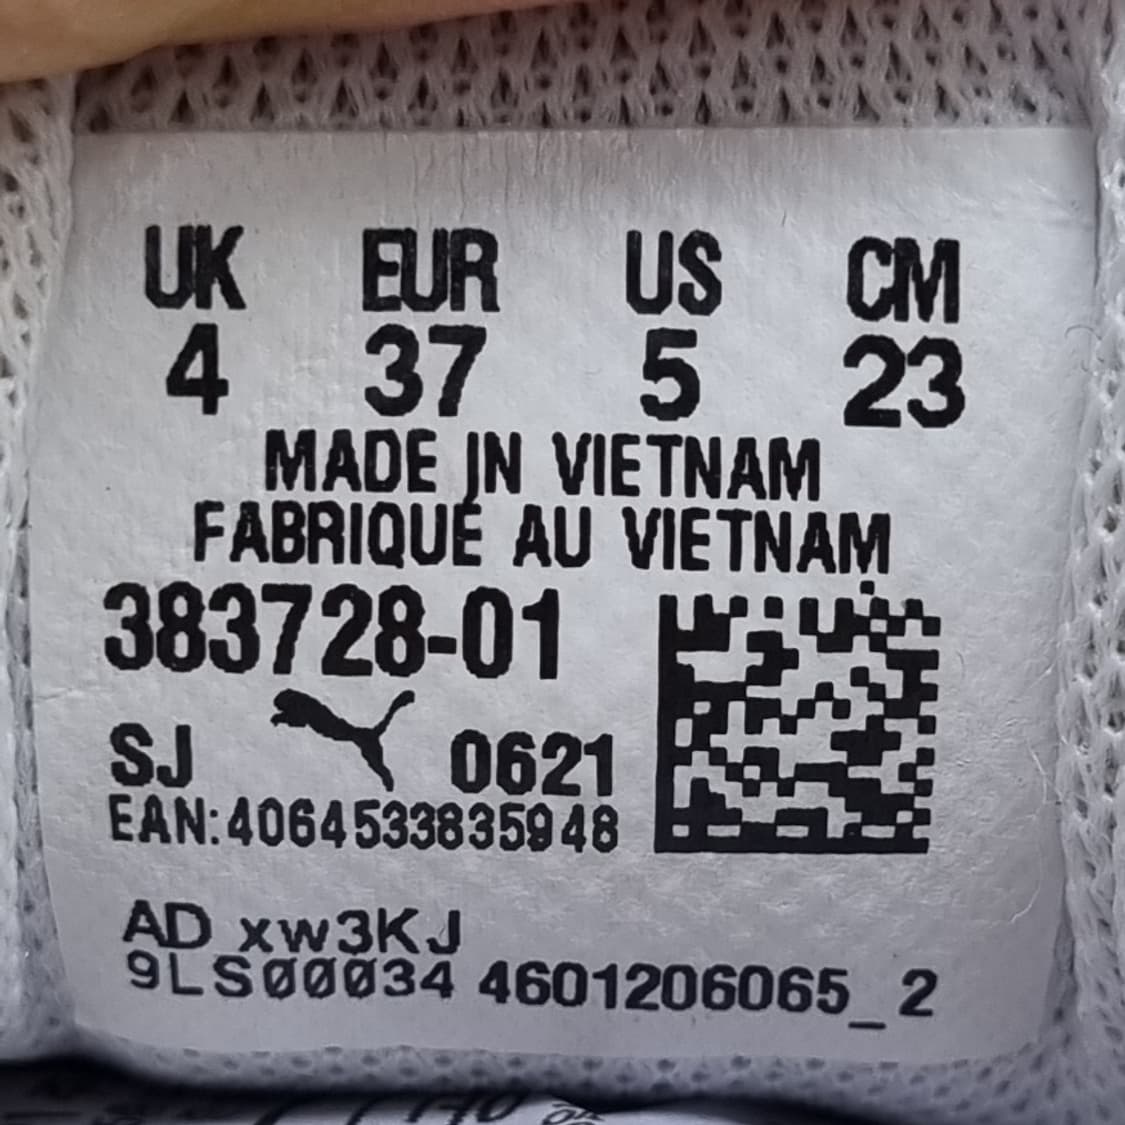 UK EUR US CM
4 37 5 23
MADE IN VIETNAM
FABRIQUÉ AU VIETNAM
383728-01
SJ 0621
EAN:4064533835948
AD xw3KJ
9LS00034 4601206065_2